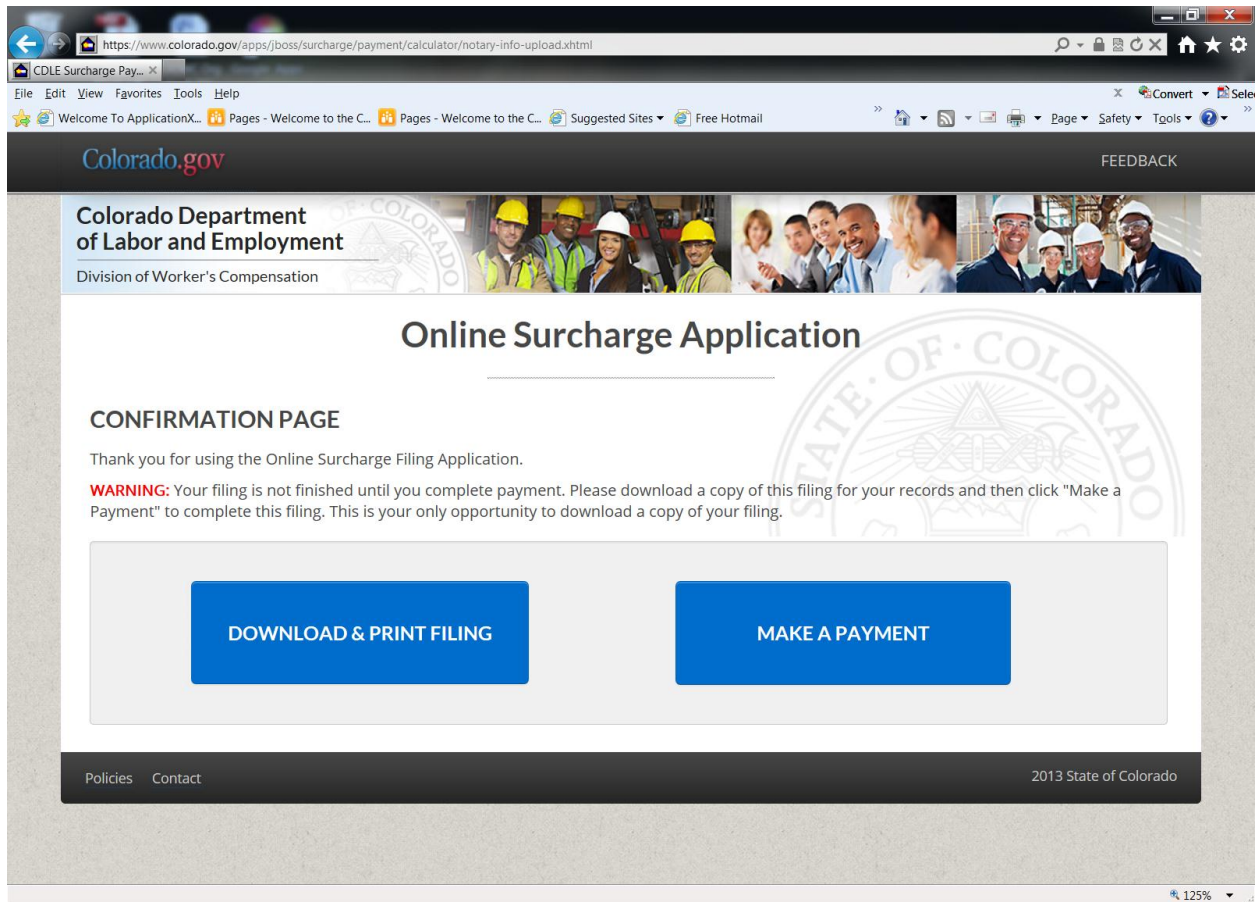 https://www.colorado.gov/apps/jboss/surcharge/payment/calculator/notary-info-upload.xhtml
CDLE Surcharge Pay...
File Edit View Favorites Tools Help
Convert
Welcome To ApplicationX... Pages - Welcome to the C... Pages - Welcome to the C... Suggested Sites Free Hotmail
Page Safety Tools
Colorado.gov
FEEDBACK
Colorado Department
of Labor and Employment
Division of Worker's Compensation
Online Surcharge Application
STATE OF COLORADO
CONFIRMATION PAGE
Thank you for using the Online Surcharge Filing Application.
WARNING: Your filing is not finished until you complete payment. Please download a copy of this filing for your records and then click "Make a
Payment" to complete this filing. This is your only opportunity to download a copy of your filing.
DOWNLOAD & PRINT FILING
MAKE A PAYMENT
Policies Contact
2013 State of Colorado
125%